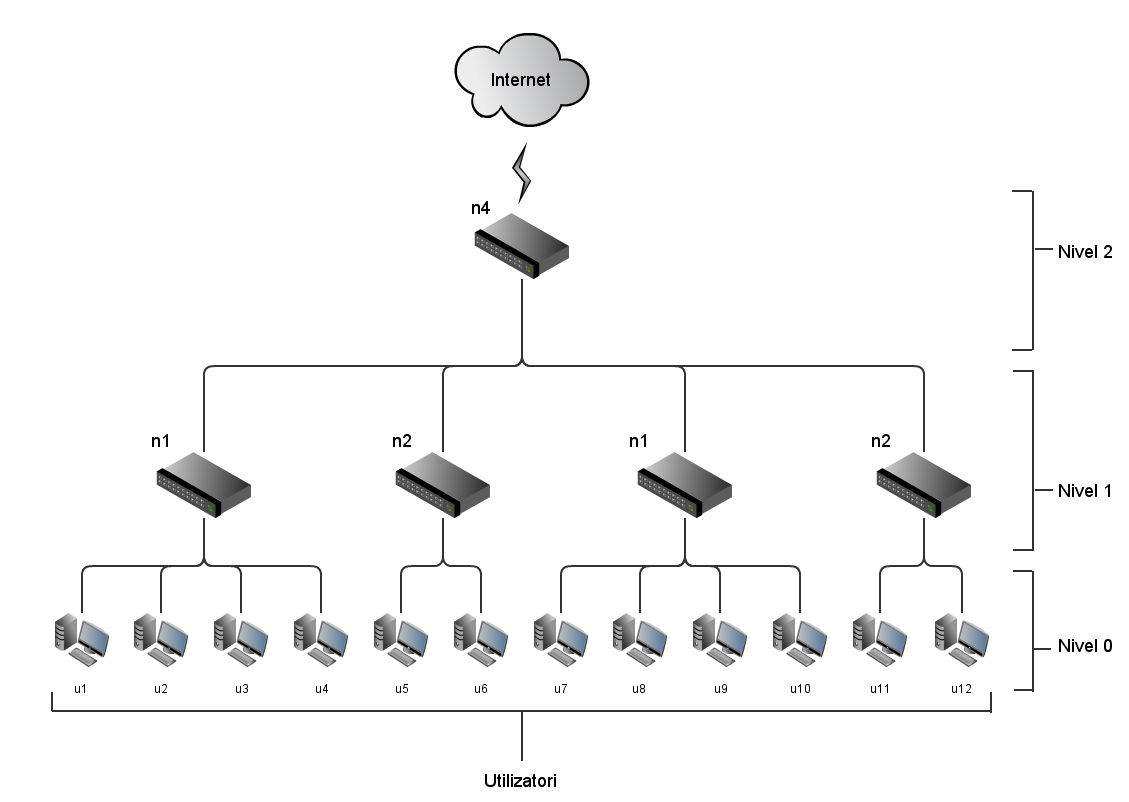 Internet
n4
Nivel 2
n1
n2
n1
n2
Nivel 1
Nivel 0
u1
u2
u3
u4
u5
u6
u7
u8
u9
u10
u11
u12
Utilizatori